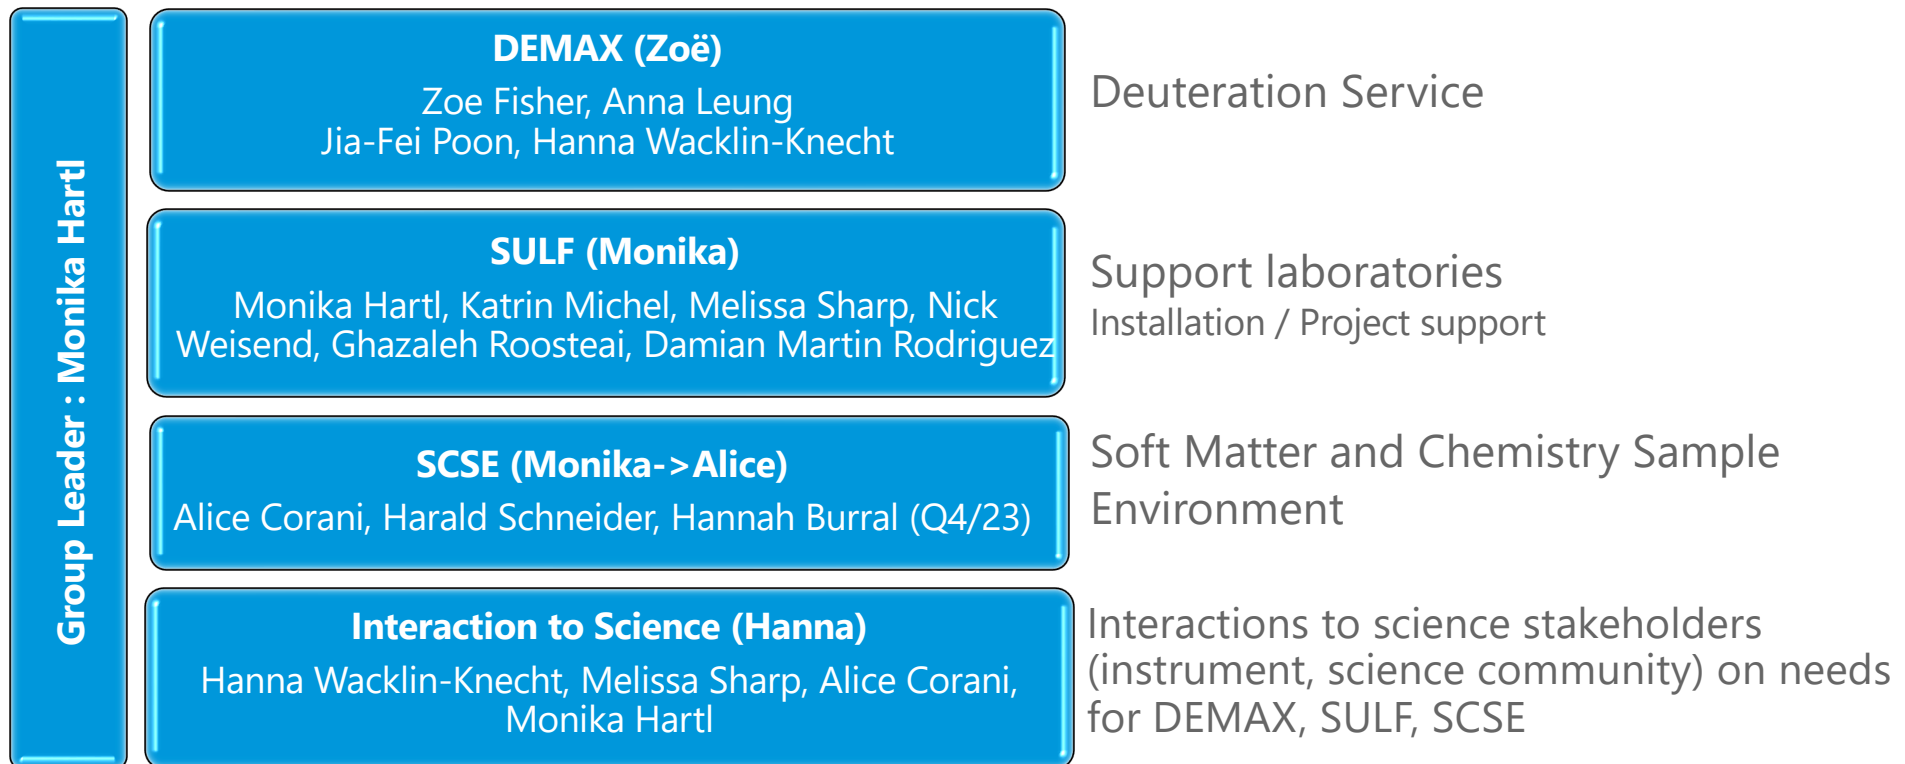 Group Leader : Monika Hartl
DEMAX (Zoë)
Zoe Fisher, Anna Leung
Jia-Fei Poon, Hanna Wacklin-Knecht
Deuteration Service
SULF (Monika)
Monika Hartl, Katrin Michel, Melissa Sharp, Nick
Weisend, Ghazaleh Roosteai, Damian Martin Rodriguez
Support laboratories
Installation / Project support
SCSE (Monika->Alice)
Alice Corani, Harald Schneider, Hannah Burral (Q4/23)
Soft Matter and Chemistry Sample
Environment
Interaction to Science (Hanna)
Hanna Wacklin-Knecht, Melissa Sharp, Alice Corani,
Monika Hartl
Interactions to science stakeholders
(instrument, science community) on needs
for DEMAX, SULF, SCSE